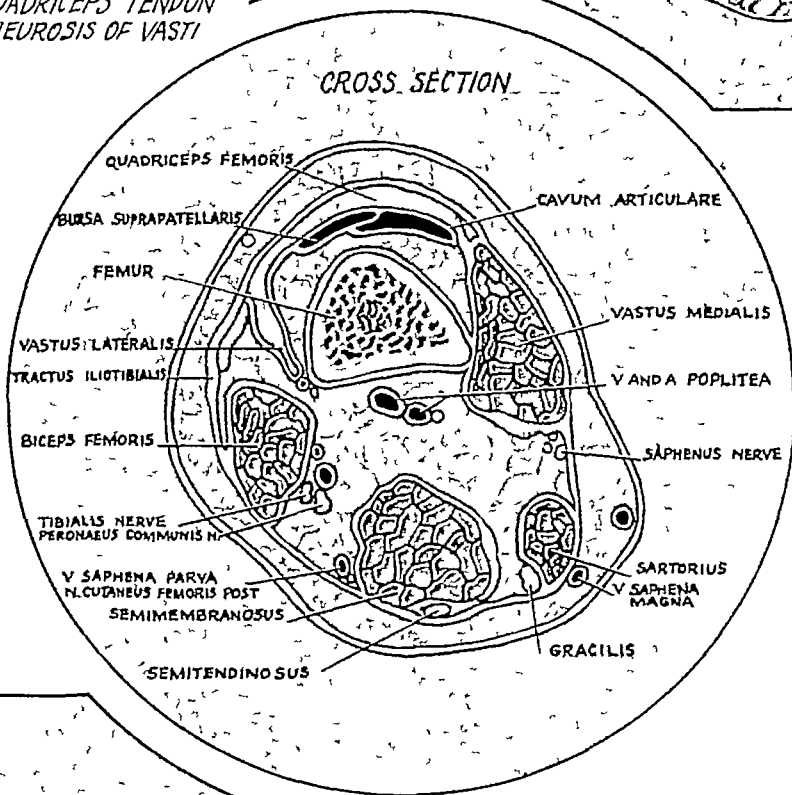 QUADRICEPS TENDON
NEUROSIS OF VASTI
CROSS SECTION
QUADRICEPS FEMORIS
BURSA SUPRAPATELLARIS
CAVUM ARTICULARE
FEMUR
VASTUS MEDIALIS
VASTUS LATERALIS
TRACTUS ILIOTIBIALIS
V AND A POPLITEA
BICEPS FEMORIS
SAPHENUS NERVE
TIBIALIS NERVE
PERONAEUS COMMUNIS N.
V SAPHENA PARVA
N. CUTANEUS FEMORIS POST
SEMIMEMBRANOSUS
SARTORIUS
V SAPHENA
MAGNA
GRACILIS
SEMITENDINOSUS